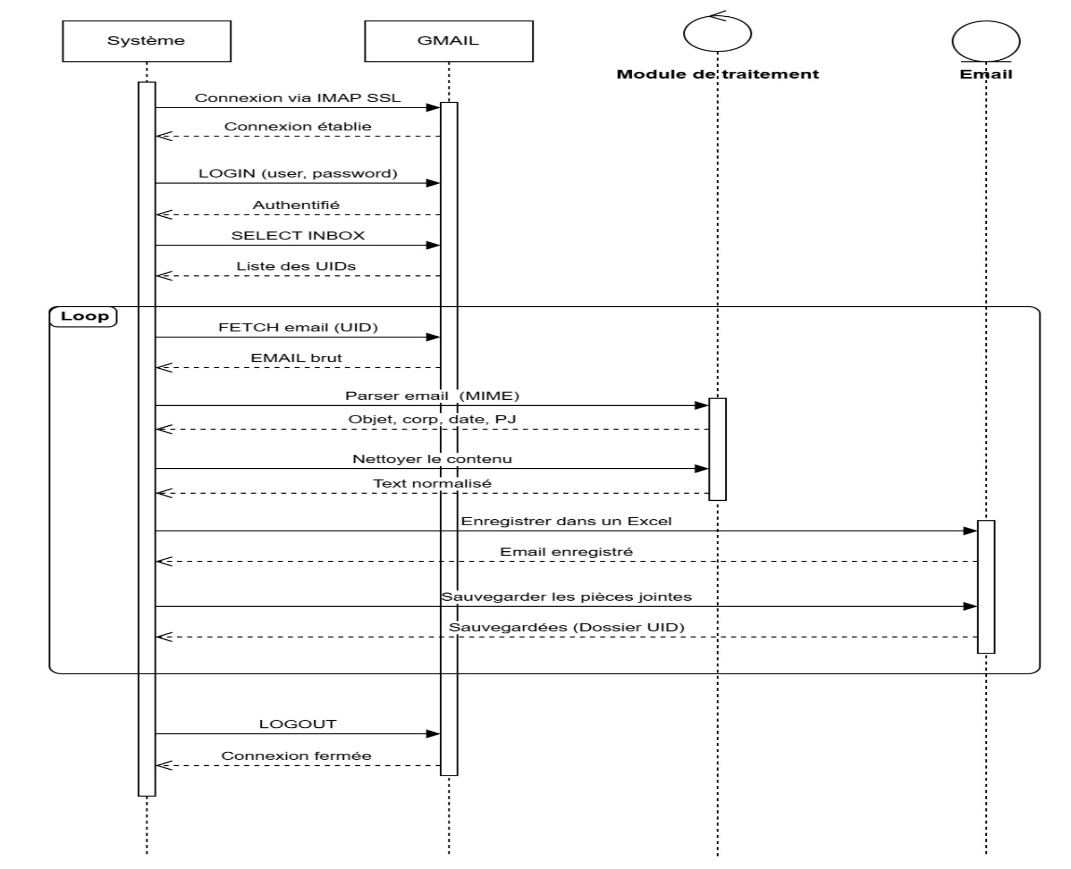 Système
GMAIL
Module de traitement
Email
Connexion via IMAP SSL
Connexion établie
LOGIN (user, password)
Authentifié
SELECT INBOX
Liste des UIDs
Loop
FETCH email (UID)
EMAIL brut
Parser email (MIME)
Objet, corp, date, PJ
Nettoyer le contenu
Text normalisé
Enregistrer dans un Excel
Email enregistré
Sauvegarder les pièces jointes
Sauvegardées (Dossier UID)
LOGOUT
Connexion fermée